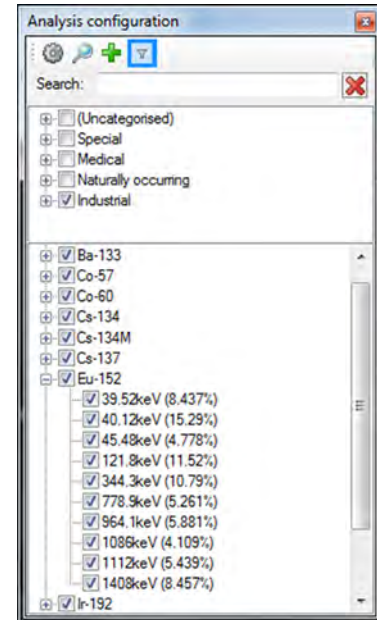 Analysis configuration
Search:
(Uncategorised)
Special
Medical
Naturally occurring
Industrial
Ba-133
Co-57
Co-60
Cs-134
Cs-134M
Cs-137
Eu-152
39.52keV (8.437%)
40.12keV (15.29%)
45.48keV (4.778%)
121.8keV (11.52%)
344.3keV (10.79%)
778.9keV (5.261%)
964.1keV (5.881%)
1086keV (4.109%)
1112keV (5.439%)
1408keV (8.457%)
Ir-192